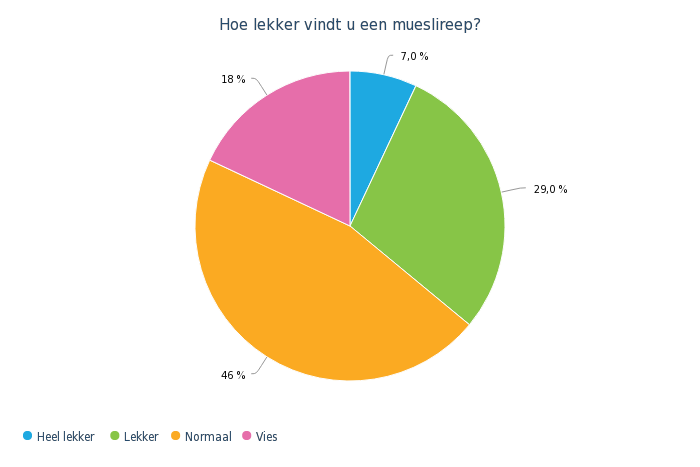 Hoe lekker vindt u een mueslireep?
7,0 %
18 %
29,0 %
46 %
Heel lekker Lekker Normaal Vies